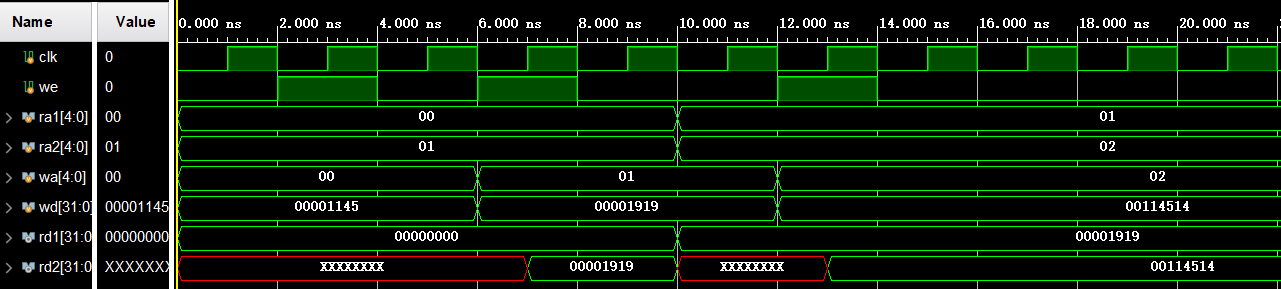 Name Value 0.000 ns 2.000 ns 4.000 ns 6.000 ns 8.000 ns 10.000 ns 12.000 ns 14.000 ns 16.000 ns 18.000 ns 20.000 ns
clk 0
we 0
ra1[4:0] 00 00 01
ra2[4:0] 01 01 02
wa[4:0] 00 00 01 02
wd[31:0] 00001145 00001145 00001919 00114514
rd1[31:0 00000000 00000000 00001919
rd2[31:0 XXXXXXX XXXXXXXX 00001919 XXXXXXXX 00114514